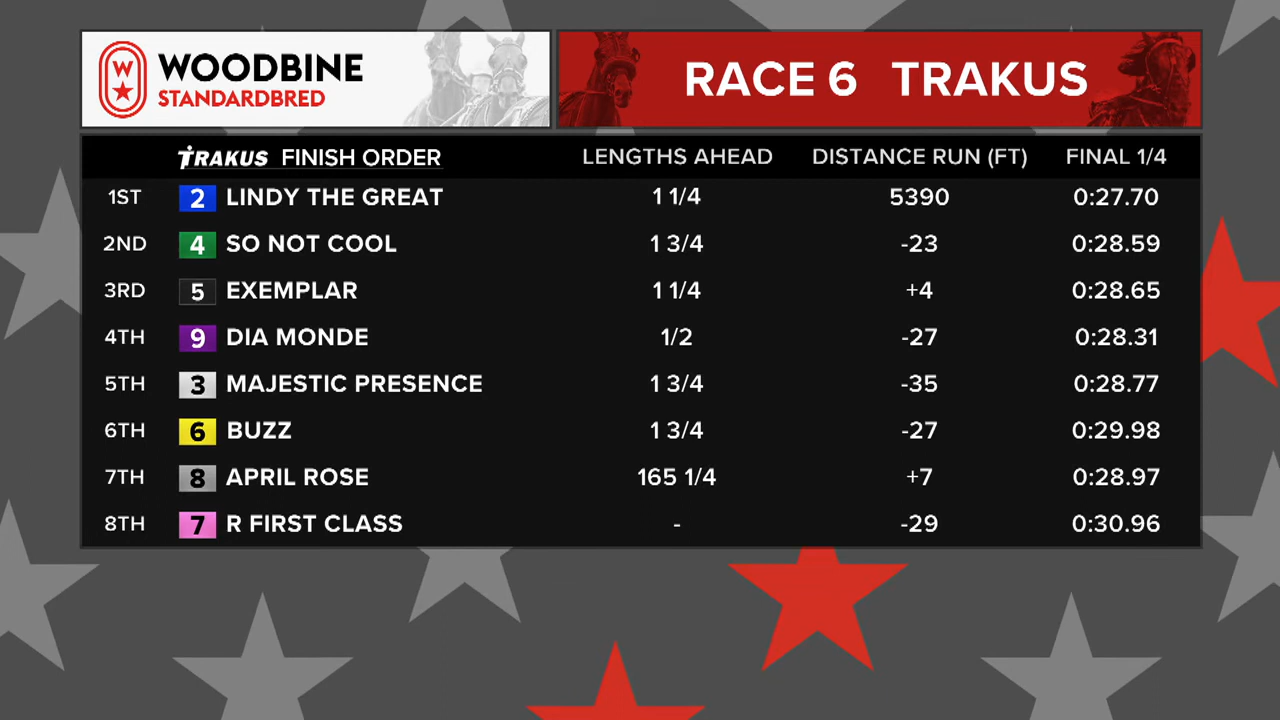 WOODBINE
STANDARDBRED
W
RACE 6 TRAKUS
TRAKUS FINISH ORDER LENGTHS AHEAD DISTANCE RUN (FT) FINAL 1/4
1ST 2 LINDY THE GREAT 1 1/4 5390 0:27.70
2ND 4 SO NOT COOL 1 3/4 -23 0:28.59
3RD 5 EXEMPLAR 1 1/4 +4 0:28.65
4TH 9 DIA MONDE 1/2 -27 0:28.31
5TH 3 MAJESTIC PRESENCE 1 3/4 -35 0:28.77
6TH 6 BUZZ 1 3/4 -27 0:29.98
7TH 8 APRIL ROSE 165 1/4 +7 0:28.97
8TH 7 R FIRST CLASS - -29 0:30.96